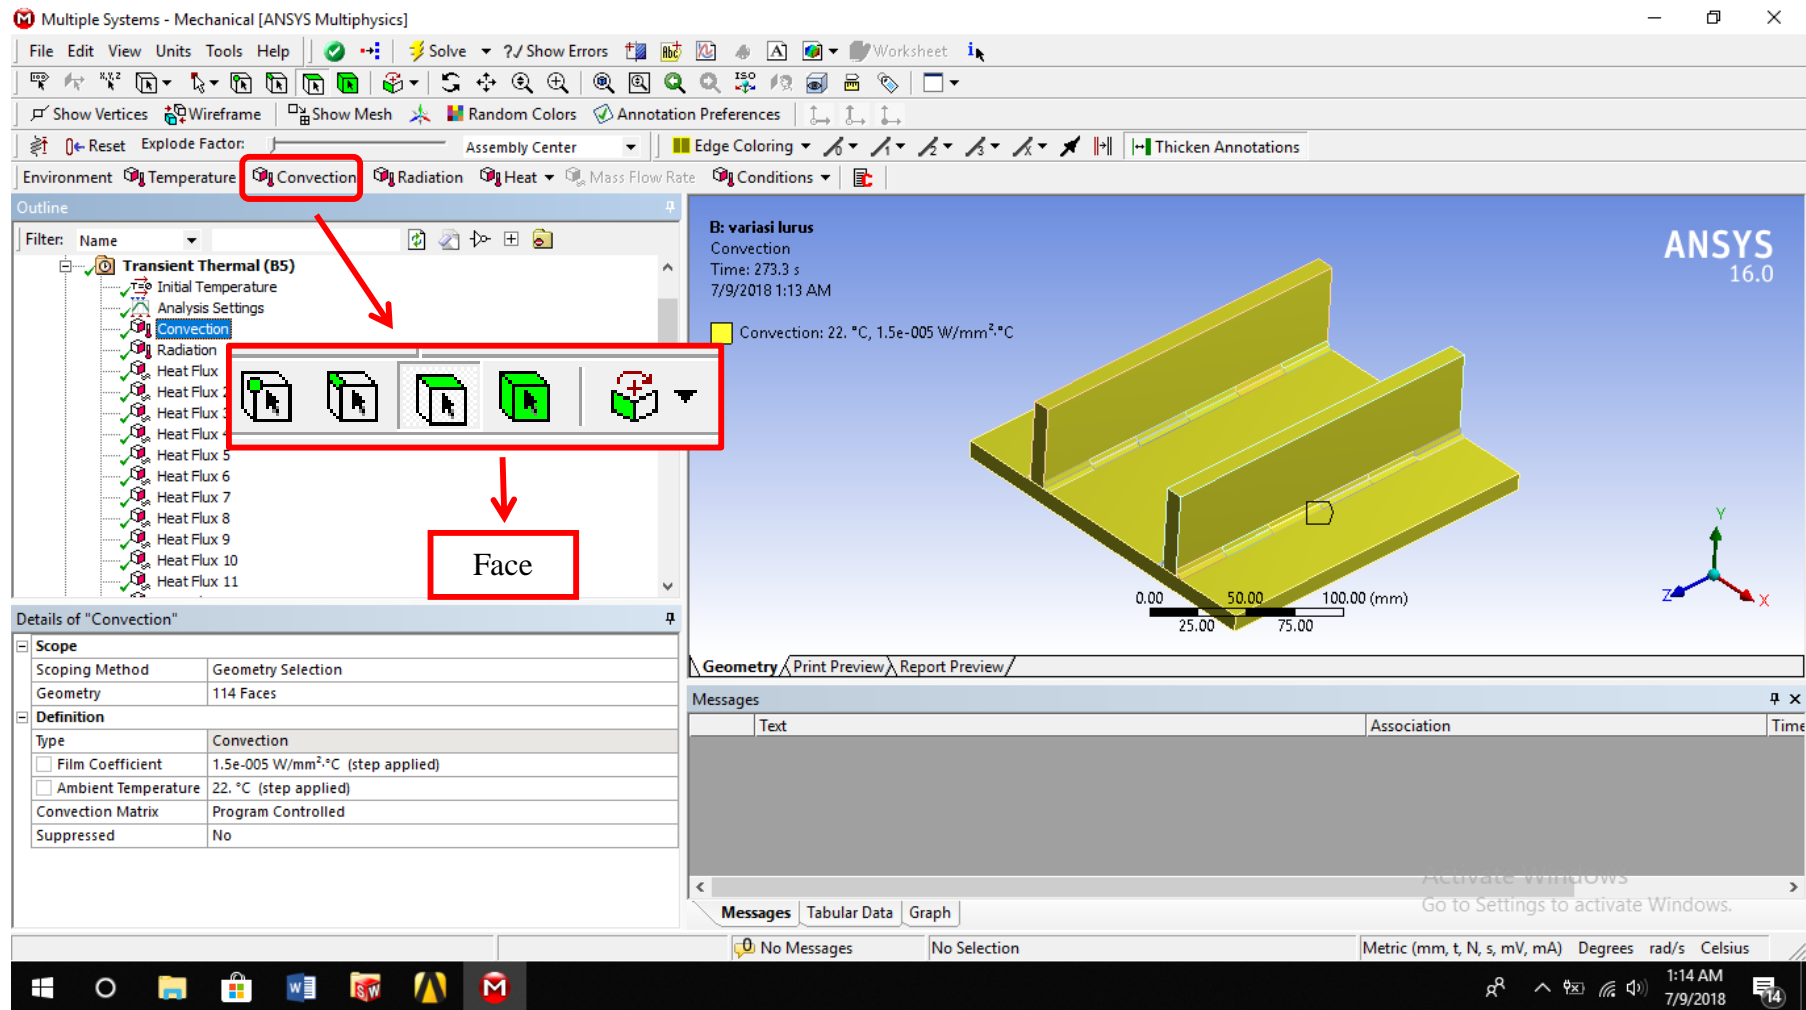 Multiple Systems - Mechanical [ANSYS Multiphysics]
File Edit View Units Tools Help Solve ?/ Show Errors Worksheet
Show Vertices Wireframe Show Mesh Random Colors Annotation Preferences
Reset Explode Factor: Assembly Center Edge Coloring Thicken Annotations
Environment Temperature Convection Radiation Heat Mass Flow Rate Conditions
Outline
Filter: Name
Transient Thermal (B5)
Initial Temperature
Analysis Settings
Convection
Radiation
Heat Flux
Heat Flux 2
Heat Flux 3
Heat Flux 4
Heat Flux 5
Heat Flux 6
Heat Flux 7
Heat Flux 8
Heat Flux 9
Heat Flux 10
Heat Flux 11
Face
B: variasi lurus
Convection
Time: 273.3 s
7/9/2018 1:13 AM
Convection: 22. °C, 1.5e-005 W/mm²·°C
ANSYS
16.0
Y
Z
X
0.00 50.00 100.00 (mm)
25.00 75.00
Geometry Print Preview Report Preview
Details of "Convection"
Scope
Scoping Method Geometry Selection
Geometry 114 Faces
Definition
Type Convection
Film Coefficient 1.5e-005 W/mm²·°C (step applied)
Ambient Temperature 22. °C (step applied)
Convection Matrix Program Controlled
Suppressed No
Messages
Text Association Time
Activate Windows
Go to Settings to activate Windows.
Messages Tabular Data Graph
0 No Messages No Selection Metric (mm, t, N, s, mV, mA) Degrees rad/s Celsius
1:14 AM
7/9/2018
14